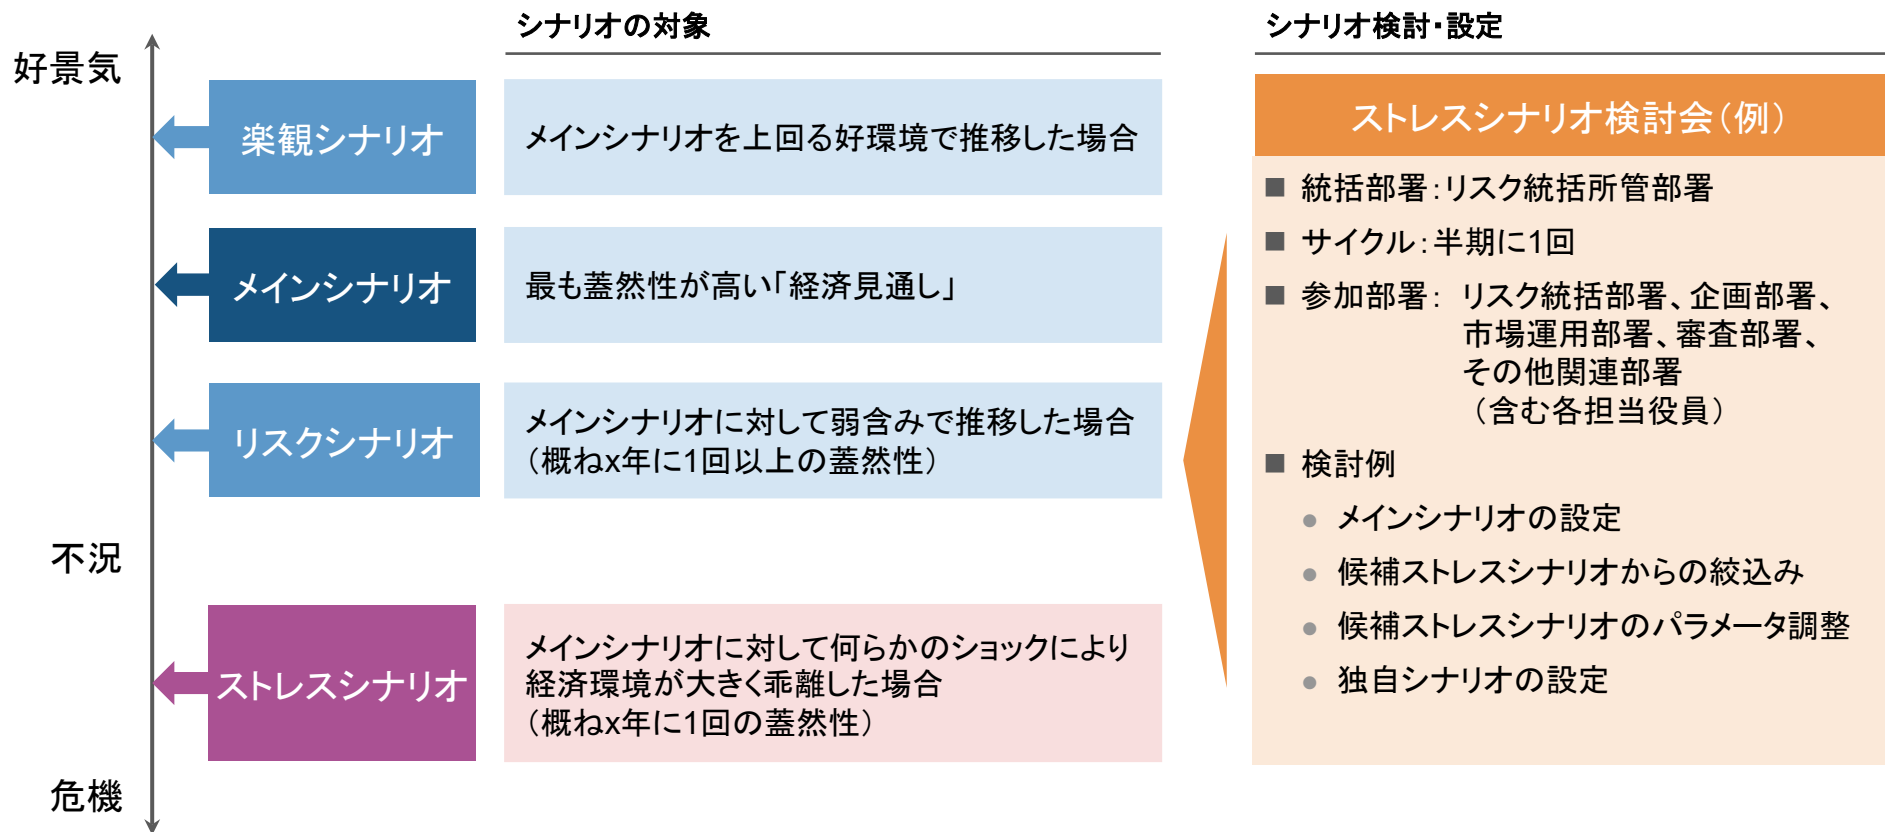 シナリオの対象
シナリオ検討・設定
好景気
不況
危機
楽観シナリオ
メインシナリオを上回る好環境で推移した場合
メインシナリオ
最も蓋然性が高い「経済見通し」
リスクシナリオ
メインシナリオに対して弱含みで推移した場合
（概ねx年に1回以上の蓋然性）
ストレスシナリオ
メインシナリオに対して何らかのショックにより
経済環境が大きく乖離した場合
（概ねx年に1回の蓋然性）
ストレスシナリオ検討会（例）
■ 統括部署：リスク統括所管部署
■ サイクル：半期に1回
■ 参加部署： リスク統括部署、企画部署、
市場運用部署、審査部署、
その他関連部署
（含む各担当役員）
■ 検討例
● メインシナリオの設定
● 候補ストレスシナリオからの絞込み
● 候補ストレスシナリオのパラメータ調整
● 独自シナリオの設定